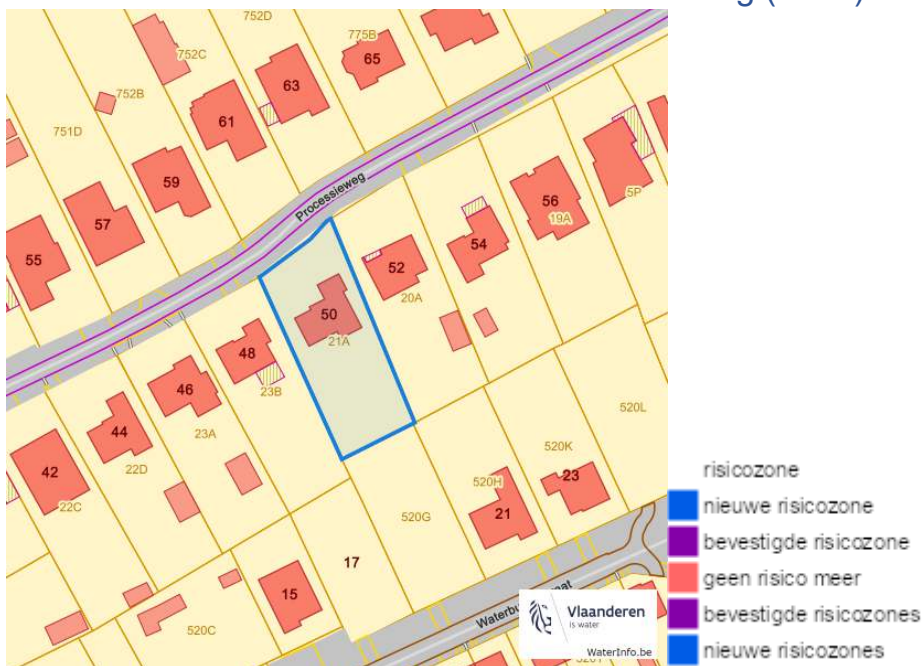 752D
752C
775B
65
63
752B
61
751D
59
57
55
Processieweg
5P
56
19A
54
52
20A
50
21A
48
23B
46
23A
44
22D
42
22C
520L
520K
23
520H
21
520G
17
15
520C
Vlaanderen
is water
WaterInfo.be
risicozone
nieuwe risicozone
bevestigde risicozone
geen risico meer
bevestigde risicozones
nieuwe risicozones